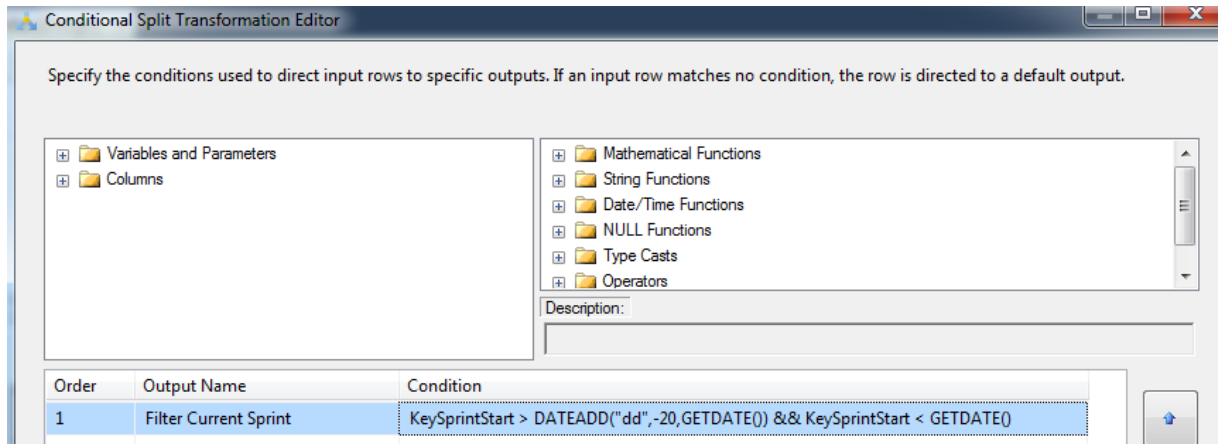 Conditional Split Transformation Editor
Specify the conditions used to direct input rows to specific outputs. If an input row matches no condition, the row is directed to a default output.
Variables and Parameters
Columns
Mathematical Functions
String Functions
Date/Time Functions
NULL Functions
Type Casts
Operators
Description:
Order Output Name Condition
1 Filter Current Sprint KeySprintStart > DATEADD("dd",-20,GETDATE()) && KeySprintStart < GETDATE()